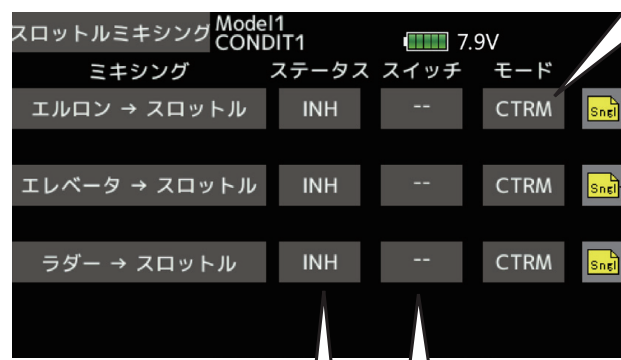 スロットルミキシング Model1
CONDIT1 7.9V
ミキシング ステータス スイッチ モード
エルロン → スロットル INH -- CTRM Sngl
エレベータ → スロットル INH -- CTRM Sngl
ラダー → スロットル INH -- CTRM Sngl